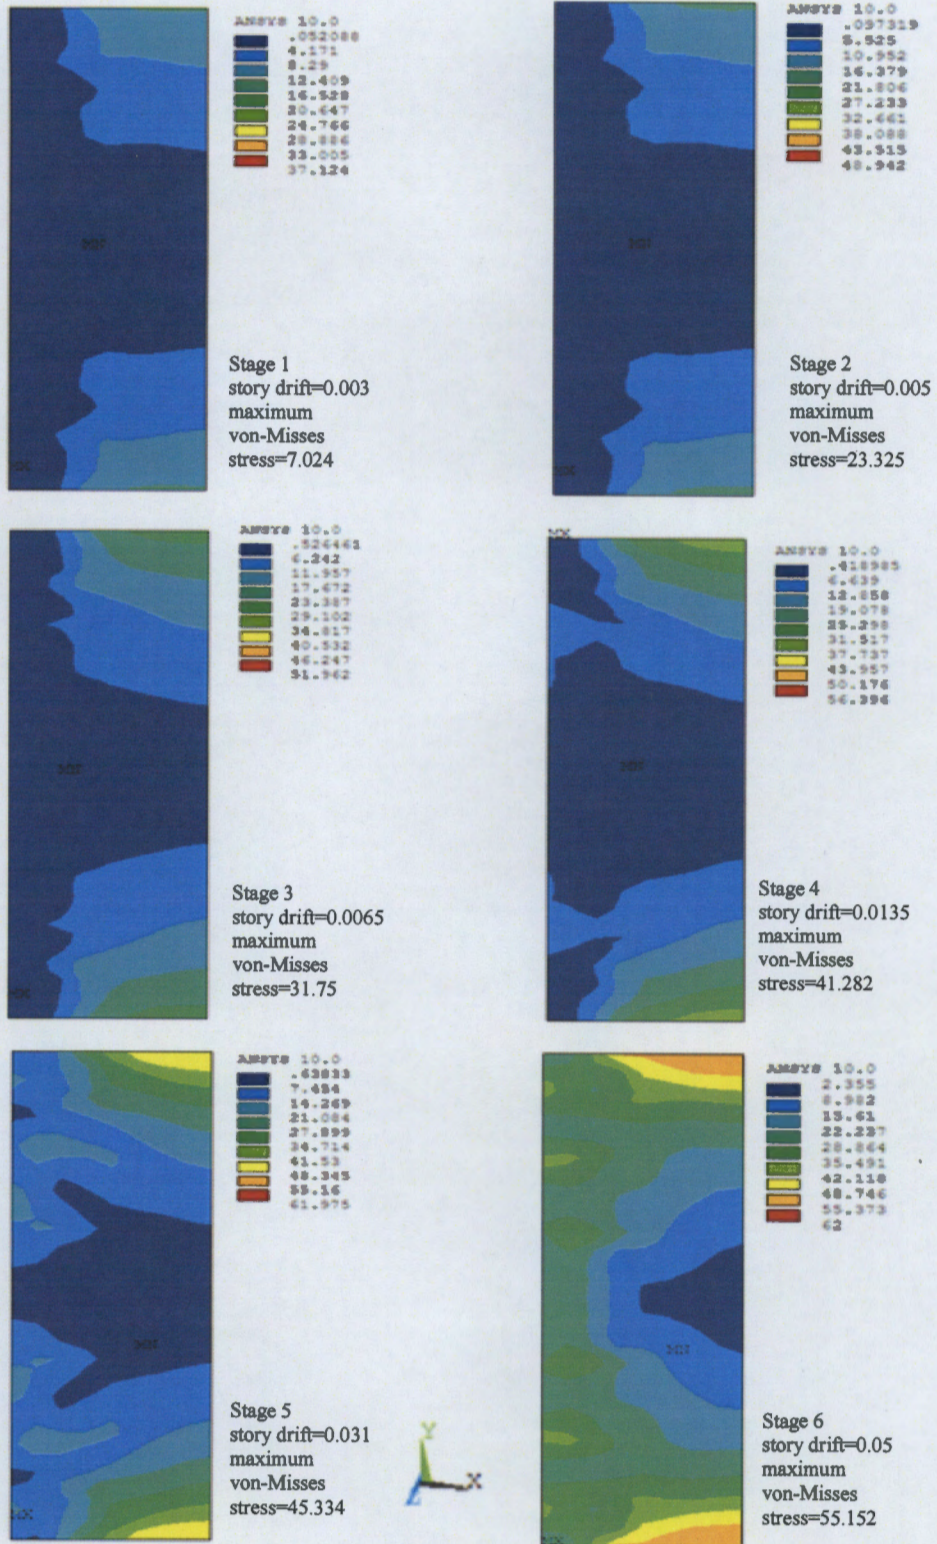 ANSYS 10.0
.052088
4.171
8.29
12.409
16.528
20.647
24.766
28.886
33.005
37.124
Stage 1
story drift=0.003
maximum
von-Misses
stress=7.024
ANSYS 10.0
.097319
5.525
10.952
16.379
21.806
27.233
32.661
38.088
43.515
48.942
Stage 2
story drift=0.005
maximum
von-Misses
stress=23.325
ANSYS 10.0
.526461
6.242
11.957
17.672
23.387
29.102
34.817
40.532
46.247
51.962
Stage 3
story drift=0.0065
maximum
von-Misses
stress=31.75
ANSYS 10.0
.418985
6.639
12.858
19.078
25.298
31.517
37.737
43.957
50.176
56.396
Stage 4
story drift=0.0135
maximum
von-Misses
stress=41.282
ANSYS 10.0
.63833
7.454
14.269
21.084
27.899
34.714
41.53
48.345
55.16
61.975
Stage 5
story drift=0.031
maximum
von-Misses
stress=45.334
Y
X
Z
ANSYS 10.0
2.355
8.982
15.61
22.237
28.864
35.491
42.118
48.746
55.373
62
Stage 6
story drift=0.05
maximum
von-Misses
stress=55.152